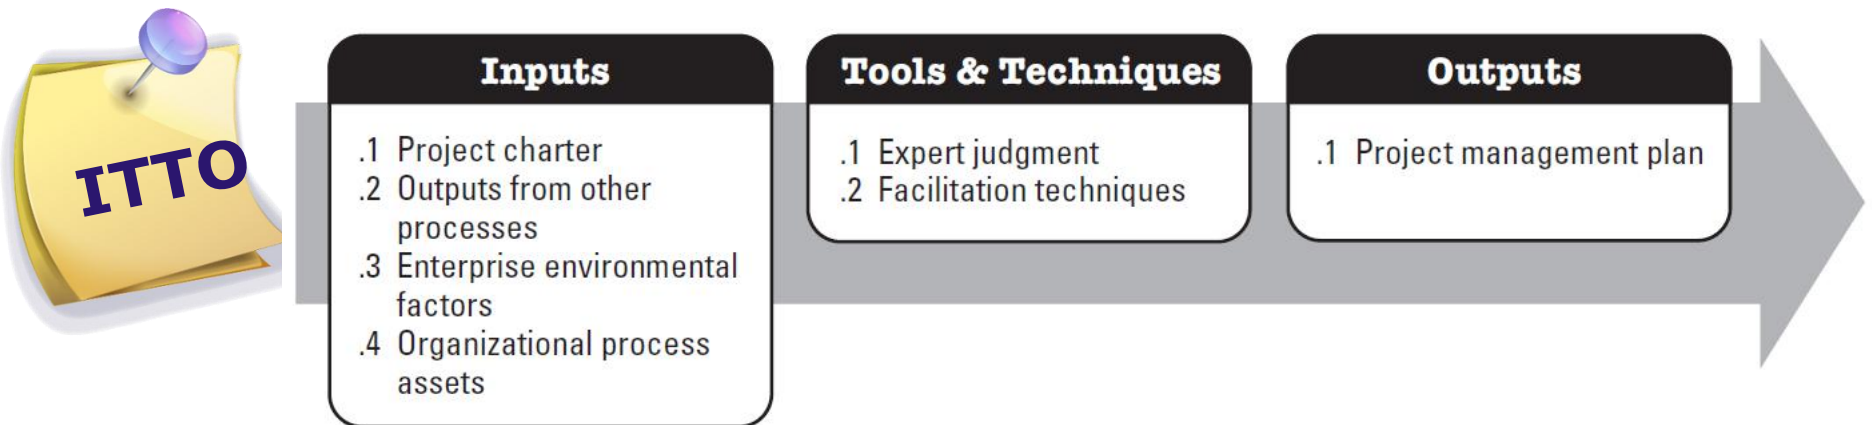 ITTO
Inputs
.1 Project charter
.2 Outputs from other
processes
.3 Enterprise environmental
factors
.4 Organizational process
assets
Tools & Techniques
.1 Expert judgment
.2 Facilitation techniques
Outputs
.1 Project management plan